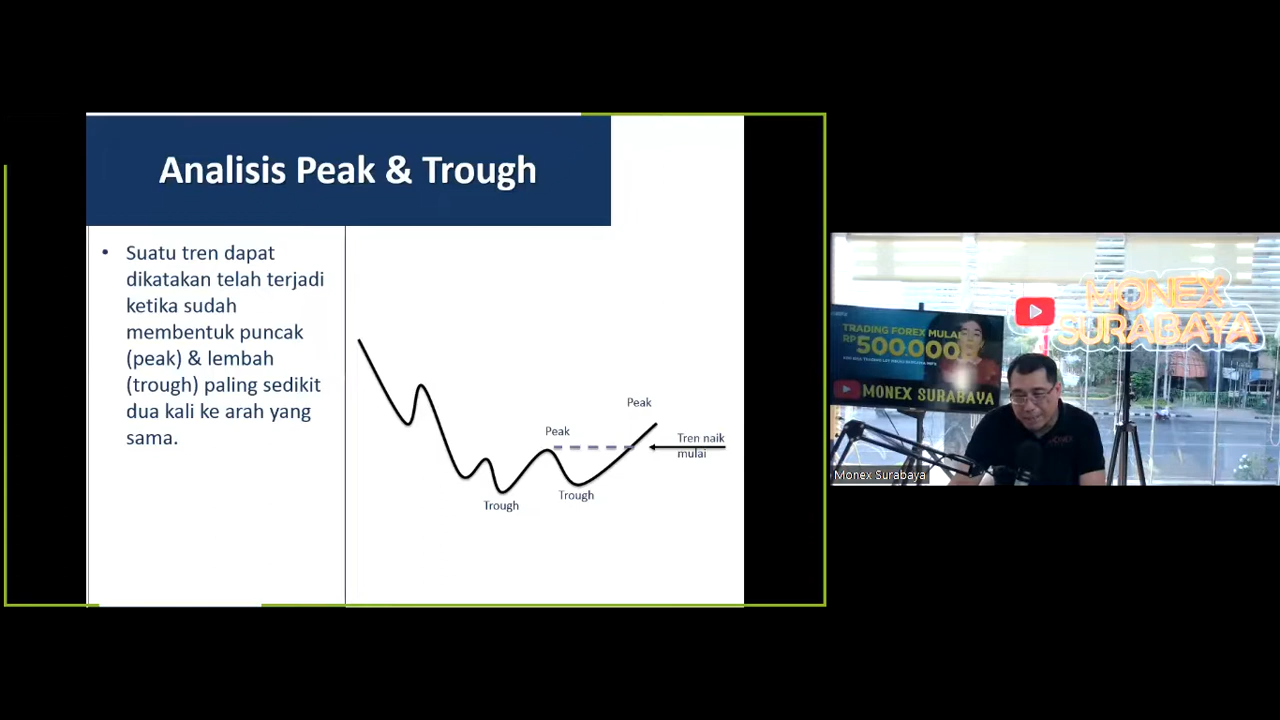 Analisis Peak & Trough
• Suatu tren dapat
dikatakan telah terjadi
ketika sudah
membentuk puncak
(peak) & lembah
(trough) paling sedikit
dua kali ke arah yang
sama.
Peak
Peak
Tren naik
mulai
Trough
Trough
MONEX
SURABAYA
TRADING FOREX MULAI
RP
500000
MONEX SURABAYA
Monex Surabaya